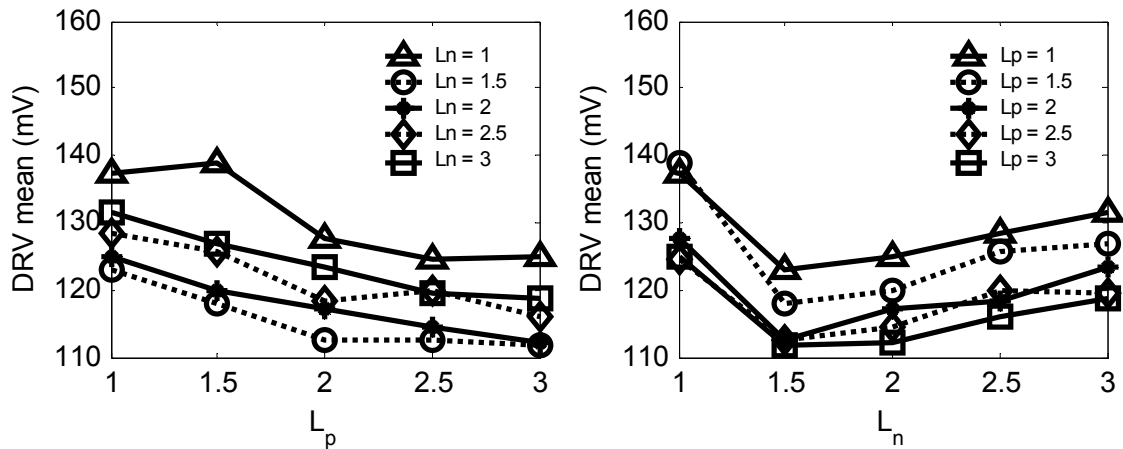 160
150
140
130
120
110
DRV mean (mV)
Ln = 1
Ln = 1.5
Ln = 2
Ln = 2.5
Ln = 3
1 1.5 2 2.5 3
L_p
160
150
140
130
120
110
DRV mean (mV)
Lp = 1
Lp = 1.5
Lp = 2
Lp = 2.5
Lp = 3
1 1.5 2 2.5 3
L_n